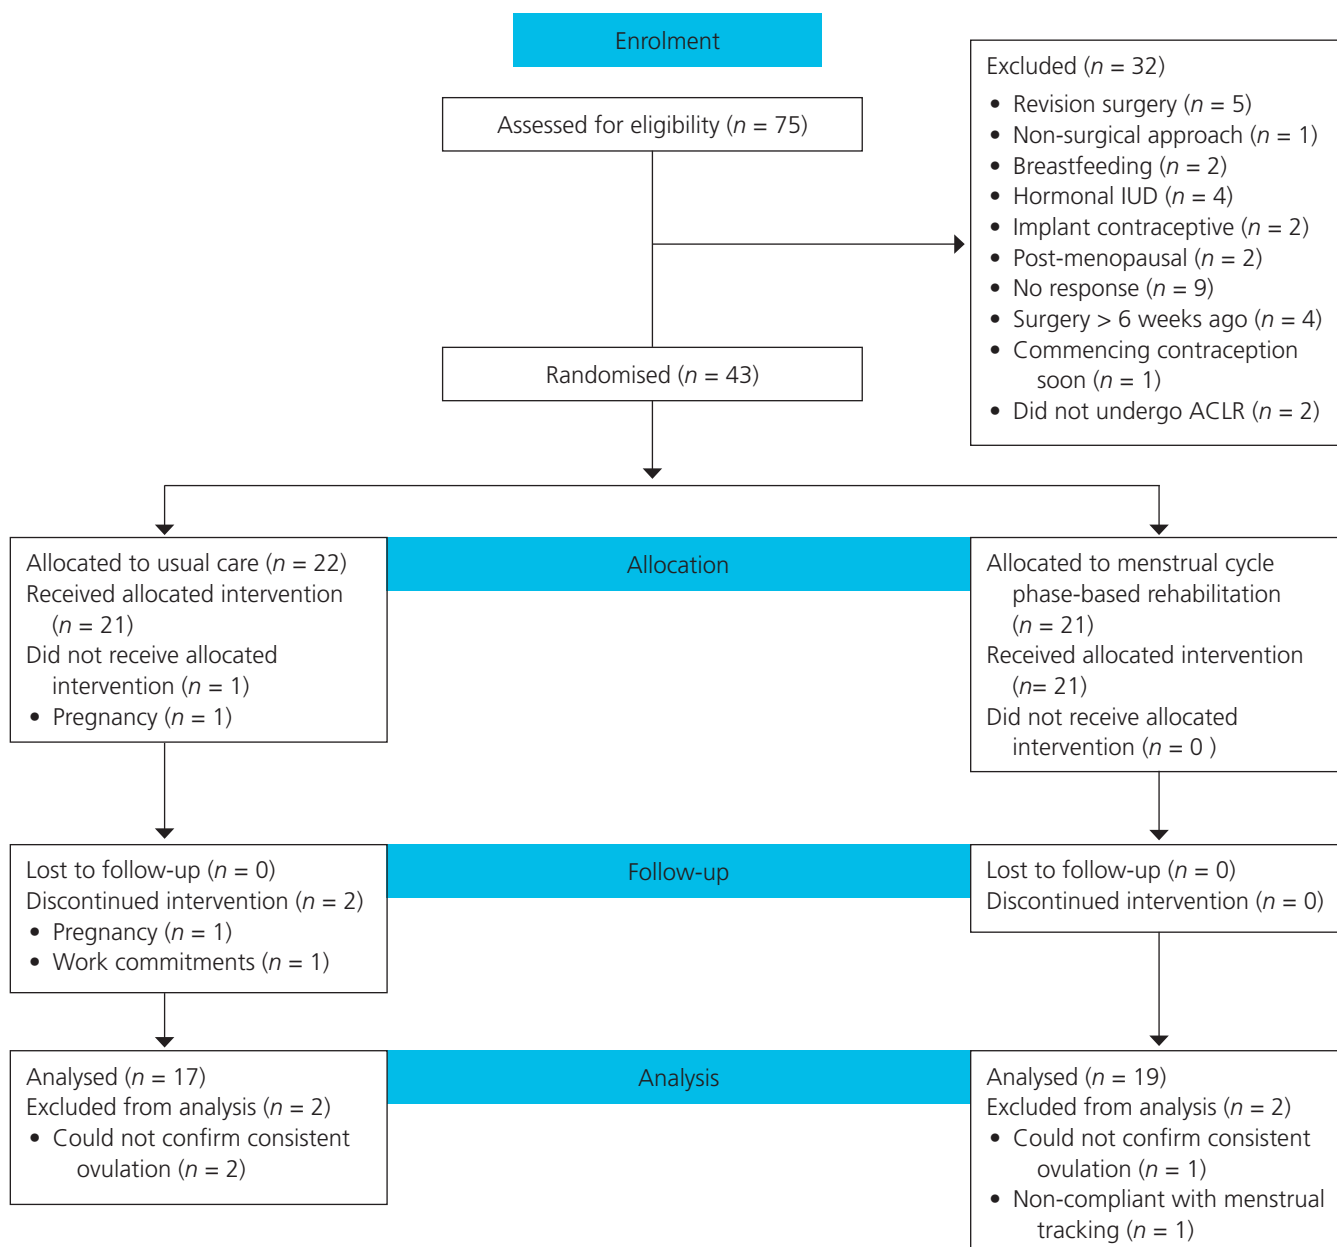 Enrolment
Assessed for eligibility (n = 75)
Excluded (n = 32)
• Revision surgery (n = 5)
• Non-surgical approach (n = 1)
• Breastfeeding (n = 2)
• Hormonal IUD (n = 4)
• Implant contraceptive (n = 2)
• Post-menopausal (n = 2)
• No response (n = 9)
• Surgery > 6 weeks ago (n = 4)
• Commencing contraception
soon (n = 1)
• Did not undergo ACLR (n = 2)
Randomised (n = 43)
Allocation
Allocated to usual care (n = 22)
Received allocated intervention
(n = 21)
Did not receive allocated
intervention (n = 1)
• Pregnancy (n = 1)
Allocated to menstrual cycle
phase-based rehabilitation
(n = 21)
Received allocated intervention
(n= 21)
Did not receive allocated
intervention (n = 0 )
Follow-up
Lost to follow-up (n = 0)
Discontinued intervention (n = 2)
• Pregnancy (n = 1)
• Work commitments (n = 1)
Lost to follow-up (n = 0)
Discontinued intervention (n = 0)
Analysis
Analysed (n = 17)
Excluded from analysis (n = 2)
• Could not confirm consistent
ovulation (n = 2)
Analysed (n = 19)
Excluded from analysis (n = 2)
• Could not confirm consistent
ovulation (n = 1)
• Non-compliant with menstrual
tracking (n = 1)